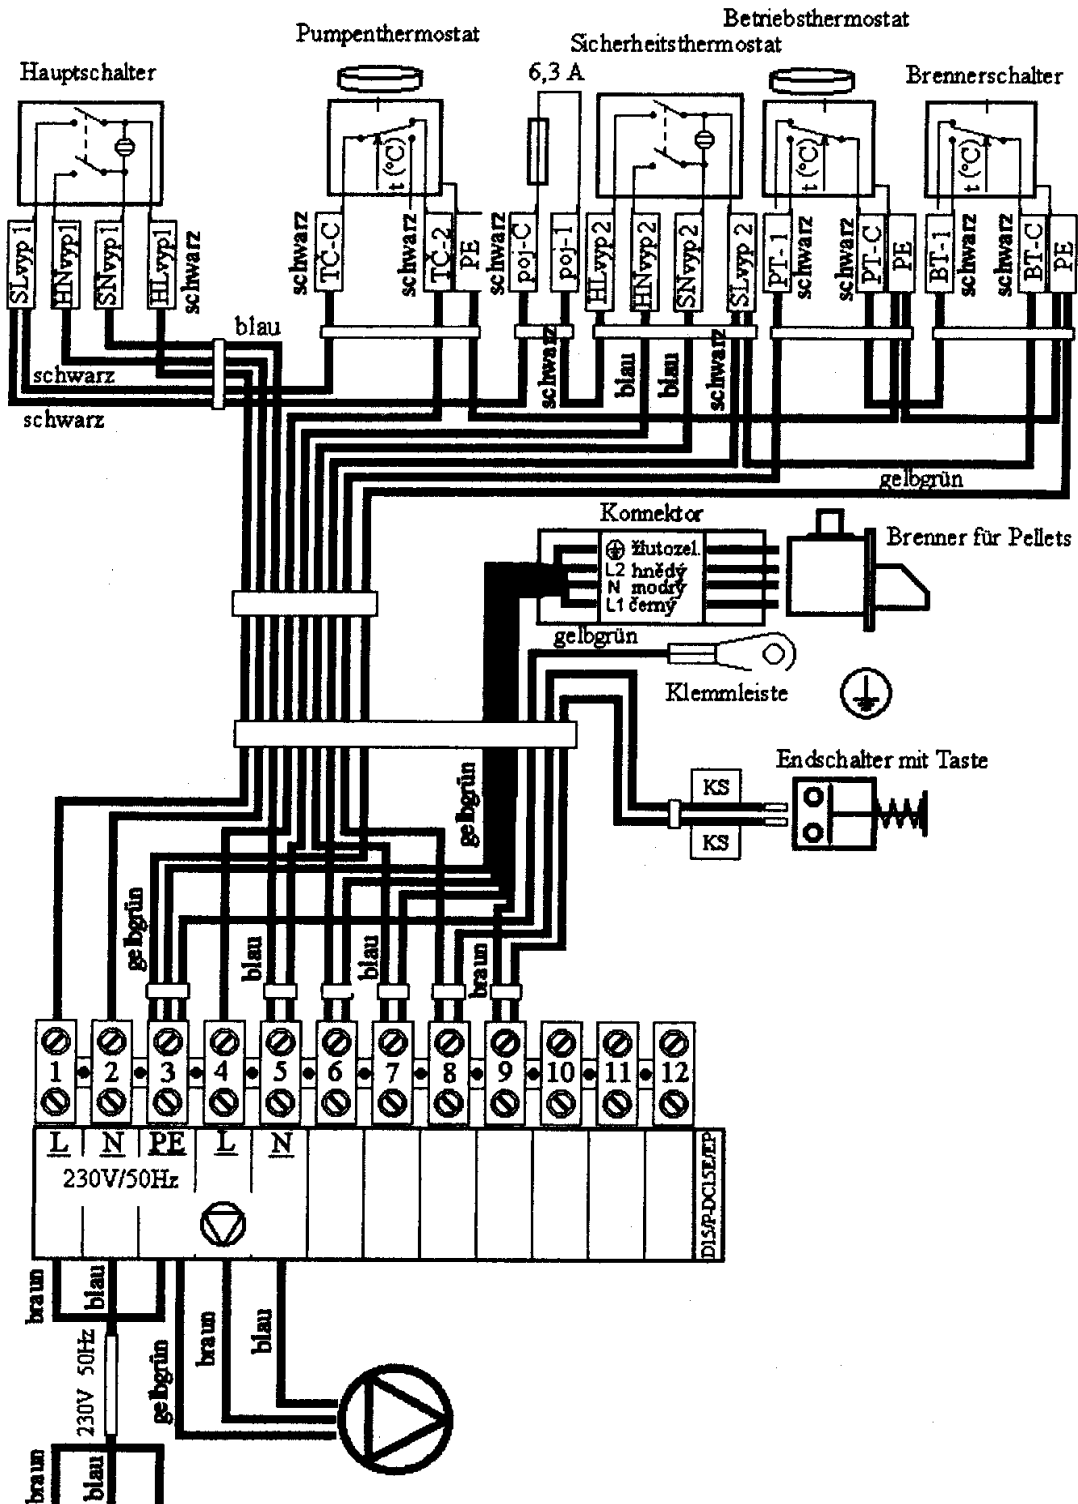 Betriebsthermostat
Pumpenthermostat
Sicherheitsthermostat
Hauptschalter
6,3 A
Brennerschalter
t (°C)
t (°C)
t (°C)
SLvyp 1
HNvyp1
SNvyp1
HLvyp1
schwarz
schwarz
TČ-C
schwarz
TČ-2
PE
schwarz
poj-C
poj-1
HLvyp2
HNvyp2
SNvyp2
SLvyp 2
PT-1
schwarz
schwarz
PT-C
PE
BT-1
schwarz
schwarz
BT-C
PE
blau
schwarz
schwarz
schwarz
blau
blau
schwarz
gelbgrün
Konnektor
Brenner für Pellets
žlutozel.
L2 hnědý
N modrý
L1 černý
gelbgrün
Klemmleiste
Endschalter mit Taste
KS
KS
gelbgrün
gelbgrün
blau
blau
braun
1 2 3 4 5 6 7 8 9 10 11 12
L N PE L N
230V/50Hz
D15/P-DC15E/EP
braun
blau
230V 50Hz
gelbgrün
braun
blau
braun
blau